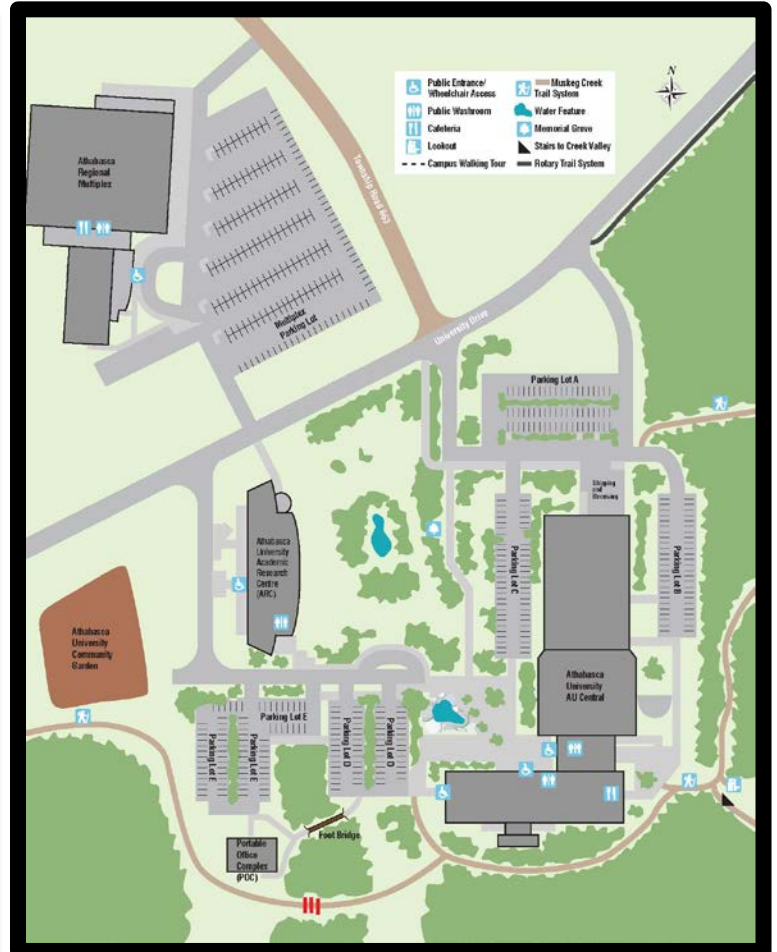 N
Public Entrance/
Wheelchair Access
Public Washroom
Cafeteria
Lookout
Campus Walking Tour
Muskeg Creek
Trail System
Water Feature
Memorial Grove
Stairs to Creek Valley
Rotary Trail System
Athabasca
Regional
Multiplex
Township Road
Multiplex
Parking Lot
University Drive
Parking Lot A
Shipping
and
Receiving
Parking Lot C
Parking Lot B
Athabasca
University
Academic
Research
Centre
(ARC)
Athabasca
University
Community
Garden
Athabasca
University
AU Central
Parking Lot E
Parking Lot E
Parking Lot E
Parking Lot D
Parking Lot D
Foot Bridge
Portable
Office
Complex
(POC)